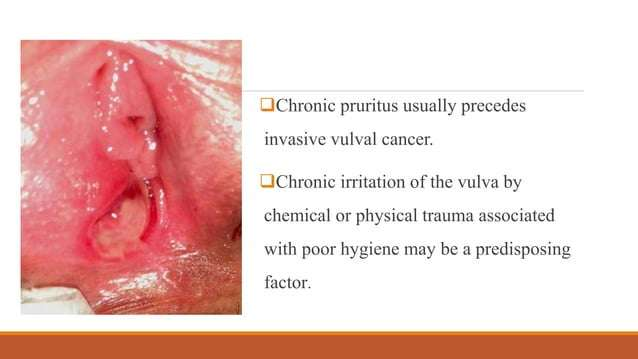 ❑Chronic pruritus usually precedes
invasive vulval cancer.
❑Chronic irritation of the vulva by
chemical or physical trauma associated
with poor hygiene may be a predisposing
factor.